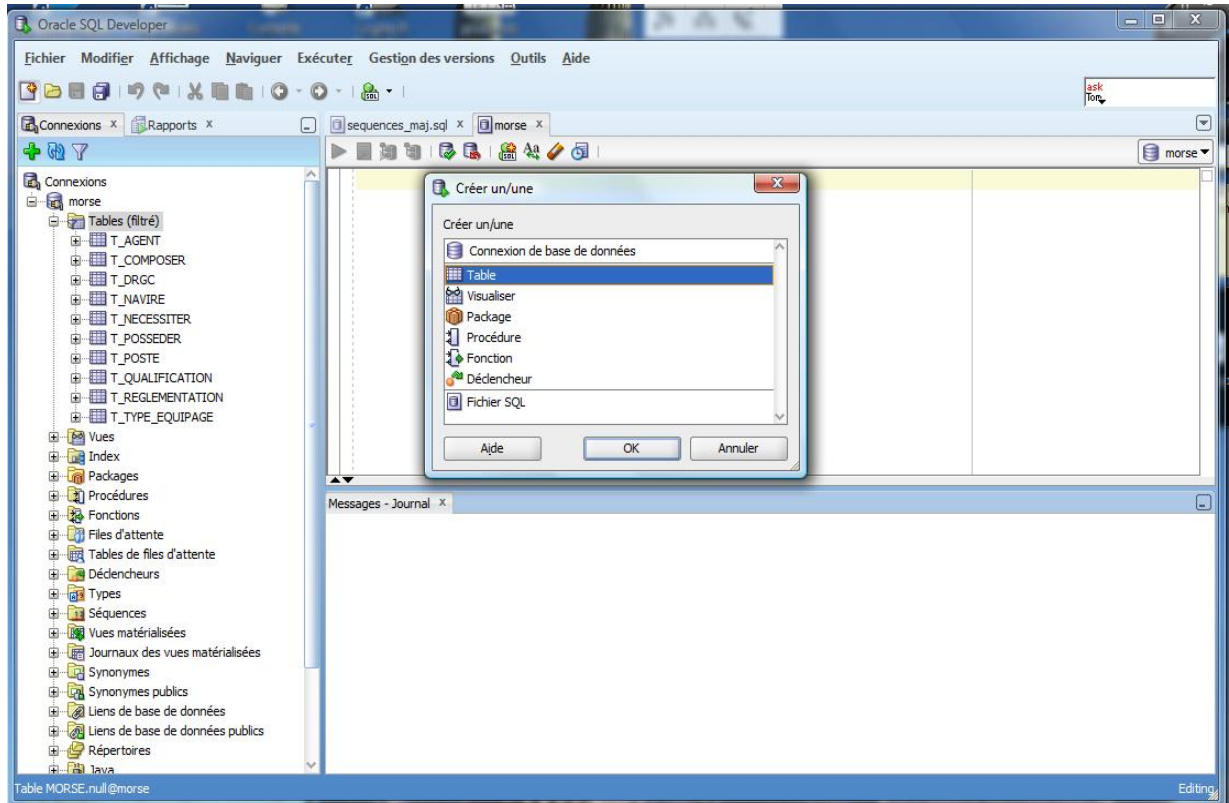 Oracle SQL Developer
Fichier Modifier Affichage Naviguer Exécuter Gestion des versions Outils Aide
ask
Tom
Connexions x Rapports x
sequences_maj.sql x morse x
morse
Connexions
morse
Tables (filtré)
T_AGENT
T_COMPOSER
T_DRGC
T_NAVIRE
T_NECESSITER
T_POSSEDER
T_POSTE
T_QUALIFICATION
T_REGLEMENTATION
T_TYPE_EQUIPAGE
Vues
Index
Packages
Procédures
Fonctions
Files d'attente
Tables de files d'attente
Déclencheurs
Types
Séquences
Vues matérialisées
Journaux des vues matérialisées
Synonymes
Synonymes publics
Liens de base de données
Liens de base de données publics
Répertoires
Java
Créer un/une
Créer un/une
Connexion de base de données
Table
Visualiser
Package
Procédure
Fonction
Déclencheur
Fichier SQL
Aide OK Annuler
Messages - Journal x
Table MORSE.null@morse
Editing